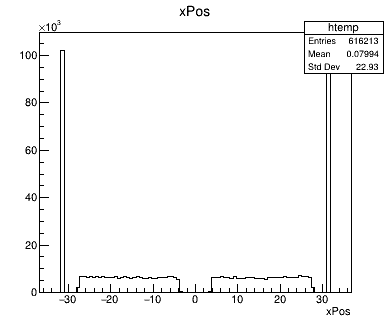 xPos
×10³
htemp
Entries 616213
Mean 0.07994
Std Dev 22.93
100
80
60
40
20
0
−30 −20 −10 0 10 20 30
xPos